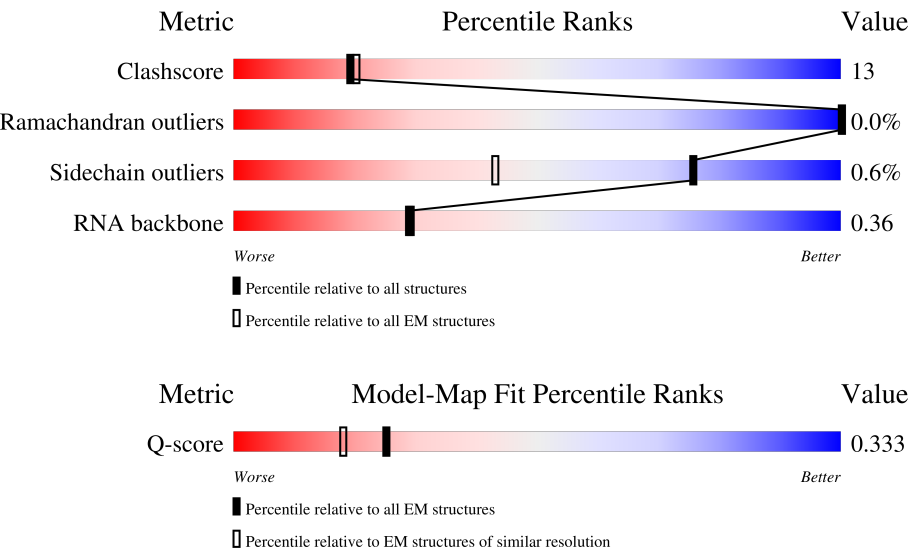 Metric Percentile Ranks Value
Clashscore 13
Ramachandran outliers 0.0%
Sidechain outliers 0.6%
RNA backbone 0.36
Worse Better
Percentile relative to all structures
Percentile relative to all EM structures
Metric Model-Map Fit Percentile Ranks Value
Q-score 0.333
Worse Better
Percentile relative to all EM structures
Percentile relative to EM structures of similar resolution